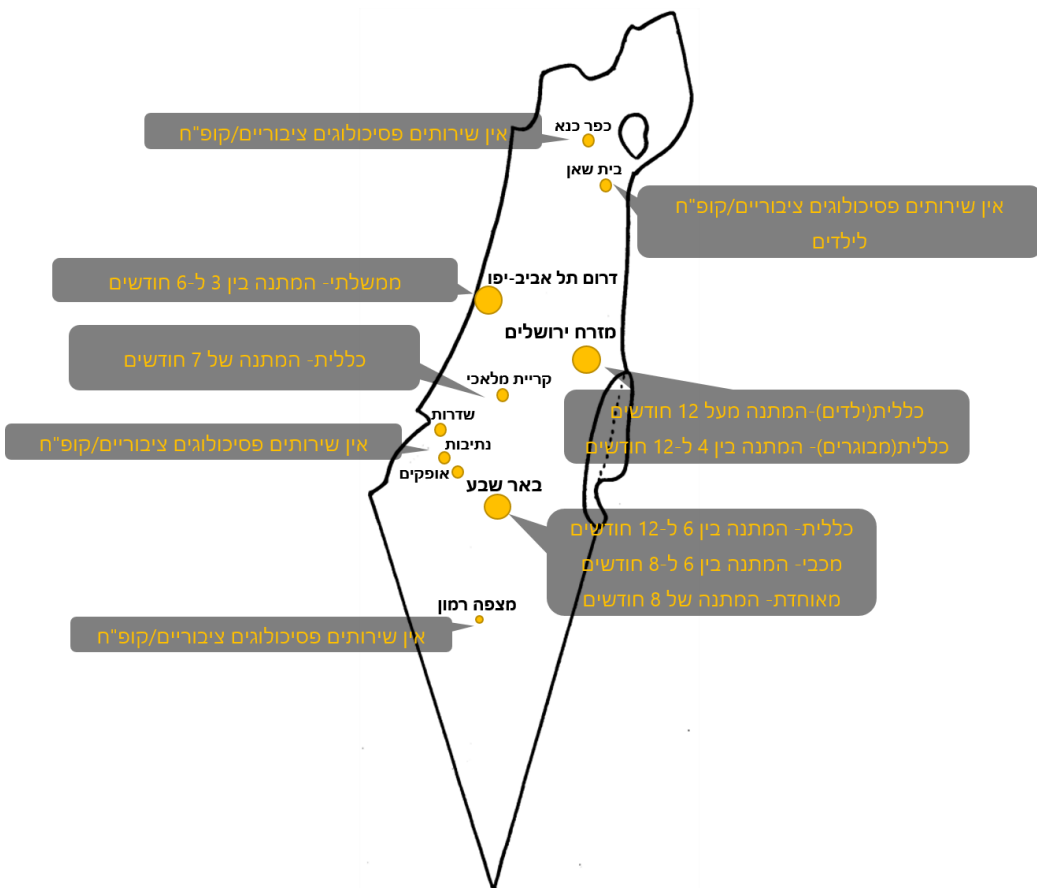 כפר כנא
אין שירותים פסיכולוגים ציבוריים/קופ"ח
בית שאן
אין שירותים פסיכולוגים ציבוריים/קופ"ח
לילדים
דרום תל אביב-יפו
ממשלתי- המתנה בין 3 ל-6 חודשים
מזרח ירושלים
כללית(ילדים)-המתנה מעל 12 חודשים
כללית(מבוגרים)- המתנה בין 4 ל-12 חודשים
קריית מלאכי
כללית- המתנה של 7 חודשים
שדרות
נתיבות
אופקים
אין שירותים פסיכולוגים ציבוריים/קופ"ח
באר שבע
כללית- המתנה בין 6 ל-12 חודשים
מכבי- המתנה בין 6 ל-8 חודשים
מאוחדת- המתנה של 8 חודשים
מצפה רמון
אין שירותים פסיכולוגים ציבוריים/קופ"ח